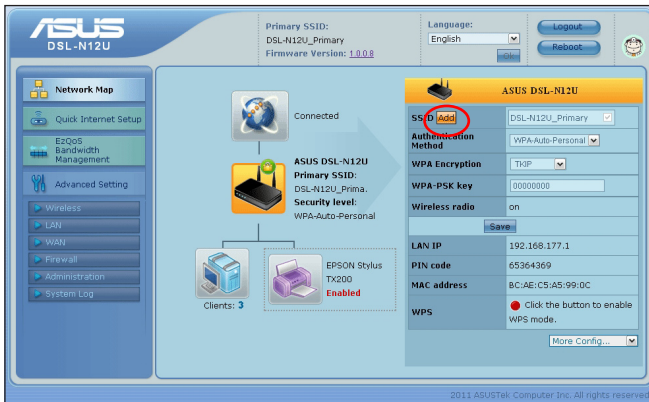 ASUS
DSL-N12U
Primary SSID:
DSL-N12U_Primary
Firmware Version: 1.0.0.8
Language:
English
Ok
Logout
Reboot
Network Map
Quick Internet Setup
EzQoS
Bandwidth
Management
Advanced Setting
Wireless
LAN
WAN
Firewall
Administration
System Log
Connected
ASUS DSL-N12U
Primary SSID:
DSL-N12U_Prima.
Security level:
WPA-Auto-Personal
Clients: 3
EPSON Stylus
TX200
Enabled
ASUS DSL-N12U
SSID Add DSL-N12U_Primary
Authentication
Method WPA-Auto-Personal
WPA Encryption TKIP
WPA-PSK key 00000000
Wireless radio on
Save
LAN IP 192.168.177.1
PIN code 65364369
MAC address BC:AE:C5:A5:99:0C
WPS Click the button to enable
WPS mode.
More Config...
2011 ASUSTek Computer Inc. All rights reserved